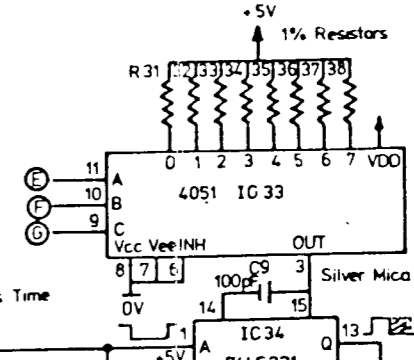 +5V
1% Resistors
R31 32 33 34 35 36 37 38
0 1 2 3 4 5 6 7 VDD
E 11 A
F 10 B
G 9 C
4051 IC33
Vcc Vee INH OUT
8 7 6 3
0V
100pF C9 Silver Mica
Time
14 15
1 A IC34 Q 13
+5V